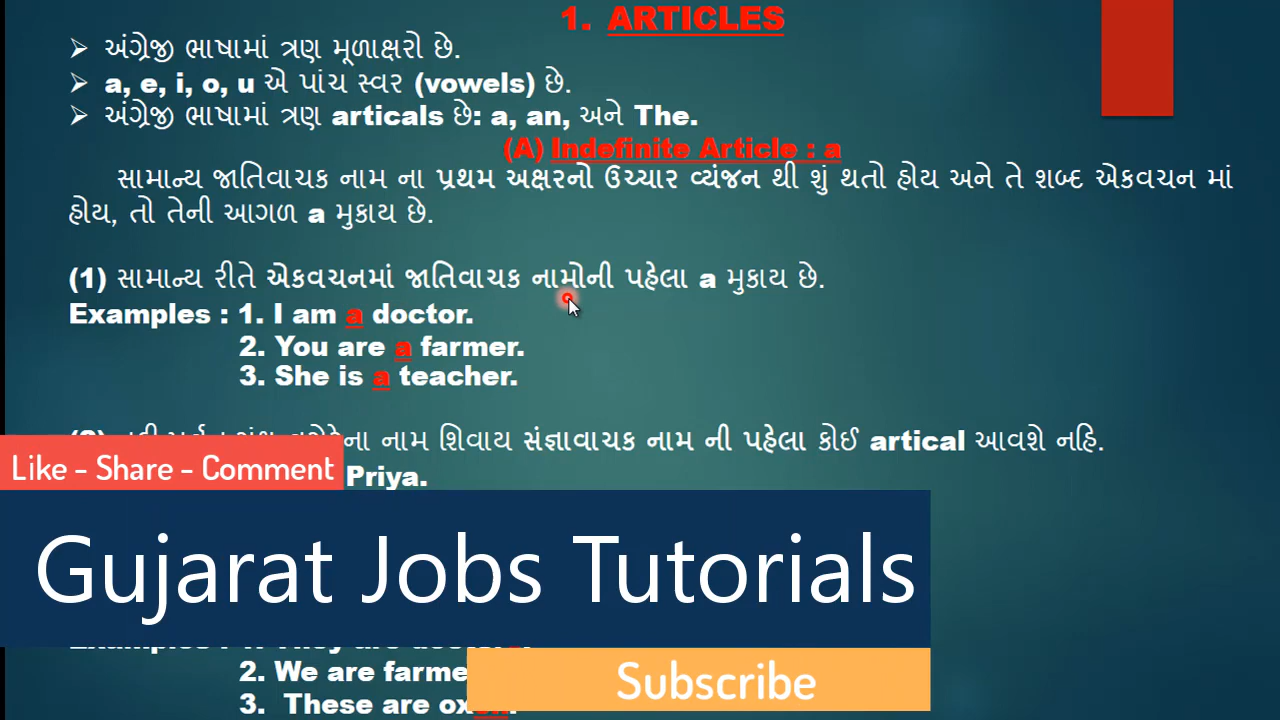 1. ARTICLES
➢ અંગ્રેજી ભાષામાં ત્રણ મૂળાક્ષરો છે.
➢ a, e, i, o, u એ પાંચ સ્વર (vowels) છે.
➢ અંગ્રેજી ભાષામાં ત્રણ articals છે: a, an, અને The.
(A) Indefinite Article : a
સામાન્ય જાતિવાચક નામ ના પ્રથમ અક્ષરનો ઉચ્ચાર વ્યંજન થી શું થતો હોય અને તે શબ્દ એકવચન માં
હોય, તો તેની આગળ a મુકાય છે.
(1) સામાન્ય રીતે એકવચનમાં જાતિવાચક નામોની પહેલા a મુકાય છે.
Examples : 1. I am a doctor.
2. You are a farmer.
3. She is a teacher.
નામ શિવાય સંજ્ઞાવાચક નામ ની પહેલા કોઈ artical આવશે નહિ.
Like - Share - Comment
Priya.
Gujarat Jobs Tutorials
2. We are farme
3. These are ox
Subscribe